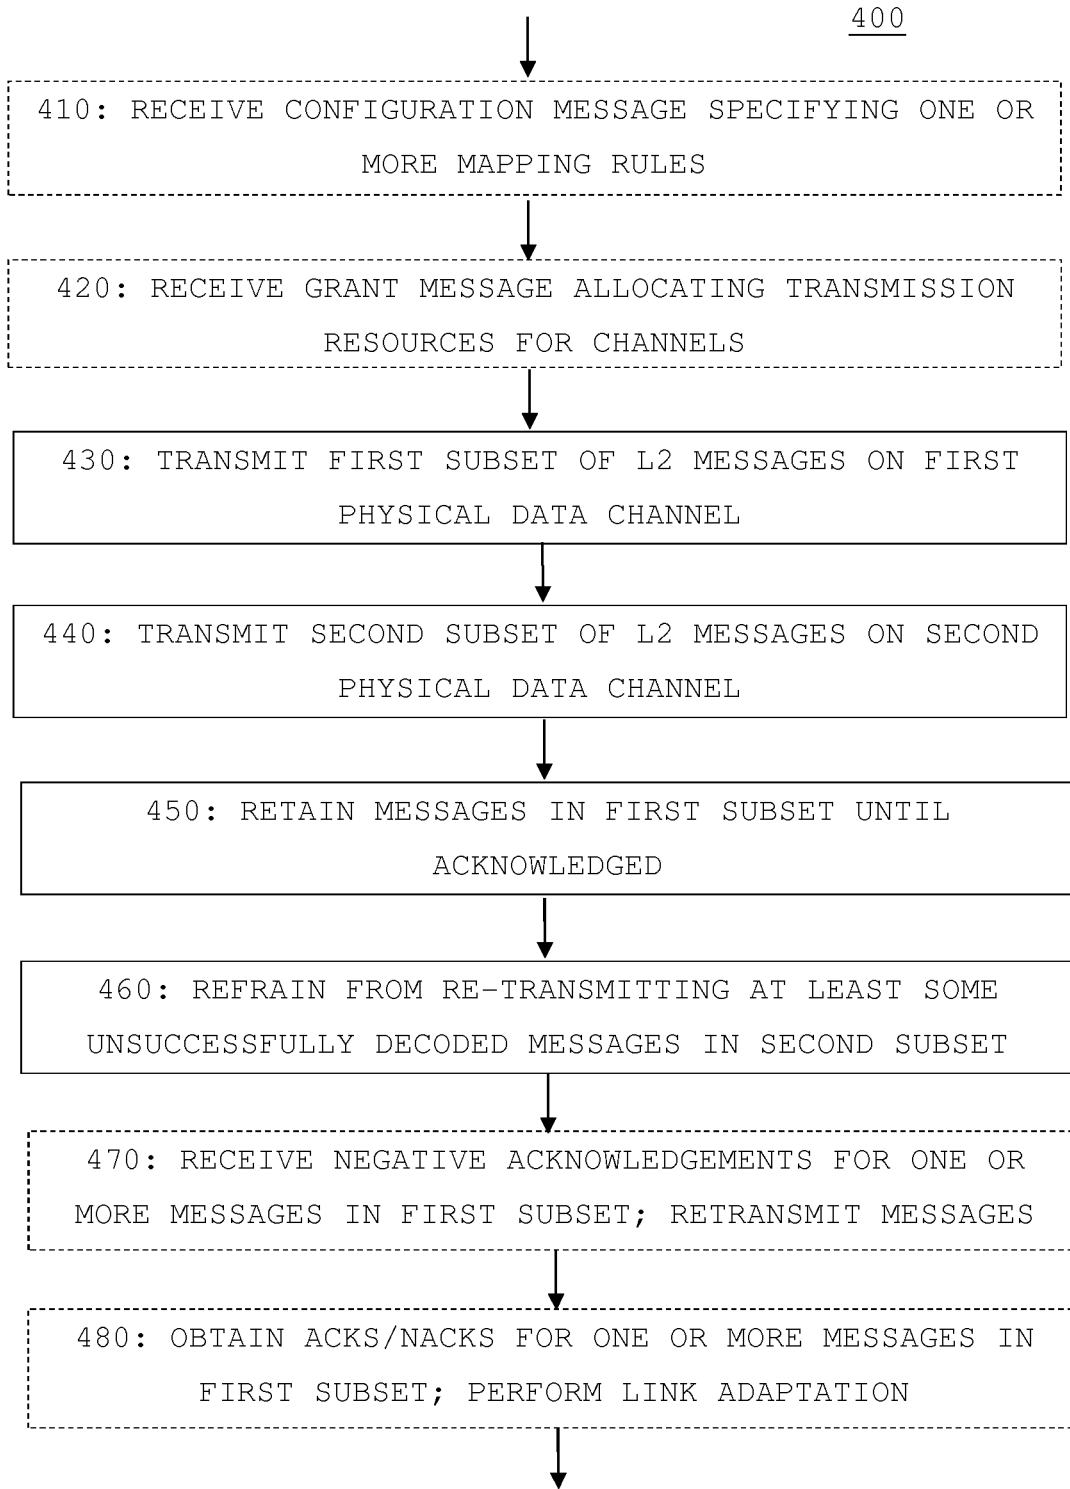 400
410: RECEIVE CONFIGURATION MESSAGE SPECIFYING ONE OR
MORE MAPPING RULES
420: RECEIVE GRANT MESSAGE ALLOCATING TRANSMISSION
RESOURCES FOR CHANNELS
430: TRANSMIT FIRST SUBSET OF L2 MESSAGES ON FIRST
PHYSICAL DATA CHANNEL
440: TRANSMIT SECOND SUBSET OF L2 MESSAGES ON SECOND
PHYSICAL DATA CHANNEL
450: RETAIN MESSAGES IN FIRST SUBSET UNTIL
ACKNOWLEDGED
460: REFRAIN FROM RE-TRANSMITTING AT LEAST SOME
UNSUCCESSFULLY DECODED MESSAGES IN SECOND SUBSET
470: RECEIVE NEGATIVE ACKNOWLEDGEMENTS FOR ONE OR
MORE MESSAGES IN FIRST SUBSET; RETRANSMIT MESSAGES
480: OBTAIN ACKS/NACKS FOR ONE OR MORE MESSAGES IN
FIRST SUBSET; PERFORM LINK ADAPTATION